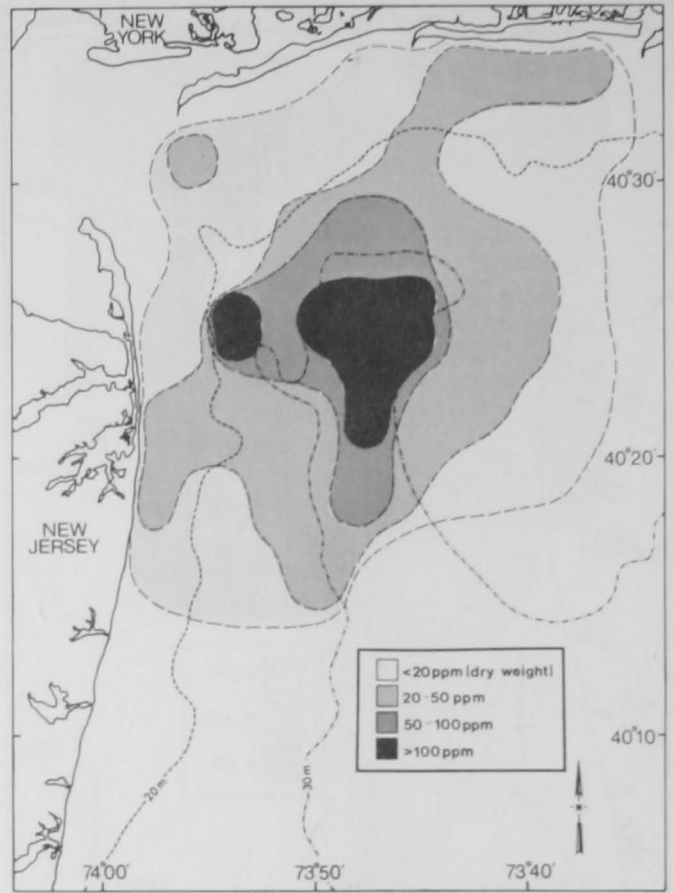 NEW
YORK
40°30'
40°20'
NEW
JERSEY
<20ppm (dry weight)
20-50 ppm
50-100ppm
>100ppm
40°10'
20 m
30 m
74°00'
73°50'
73°40'